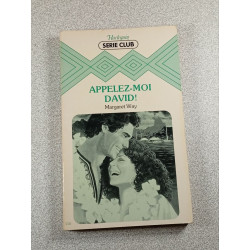 Harlequin
SERIE CLUB
APPELEZ-MOI
DAVID!
Margaret Way